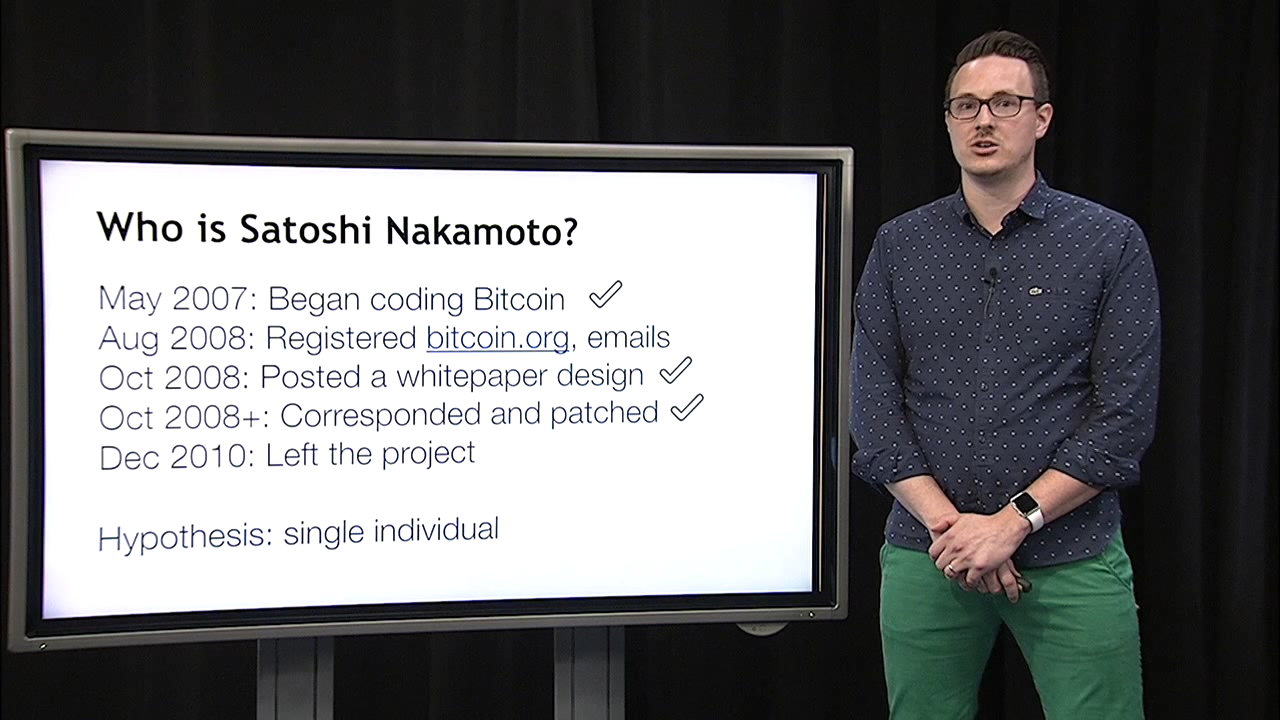 Who is Satoshi Nakamoto?
May 2007: Began coding Bitcoin ✓
Aug 2008: Registered bitcoin.org, emails
Oct 2008: Posted a whitepaper design ✓
Oct 2008+: Corresponded and patched ✓
Dec 2010: Left the project
Hypothesis: single individual